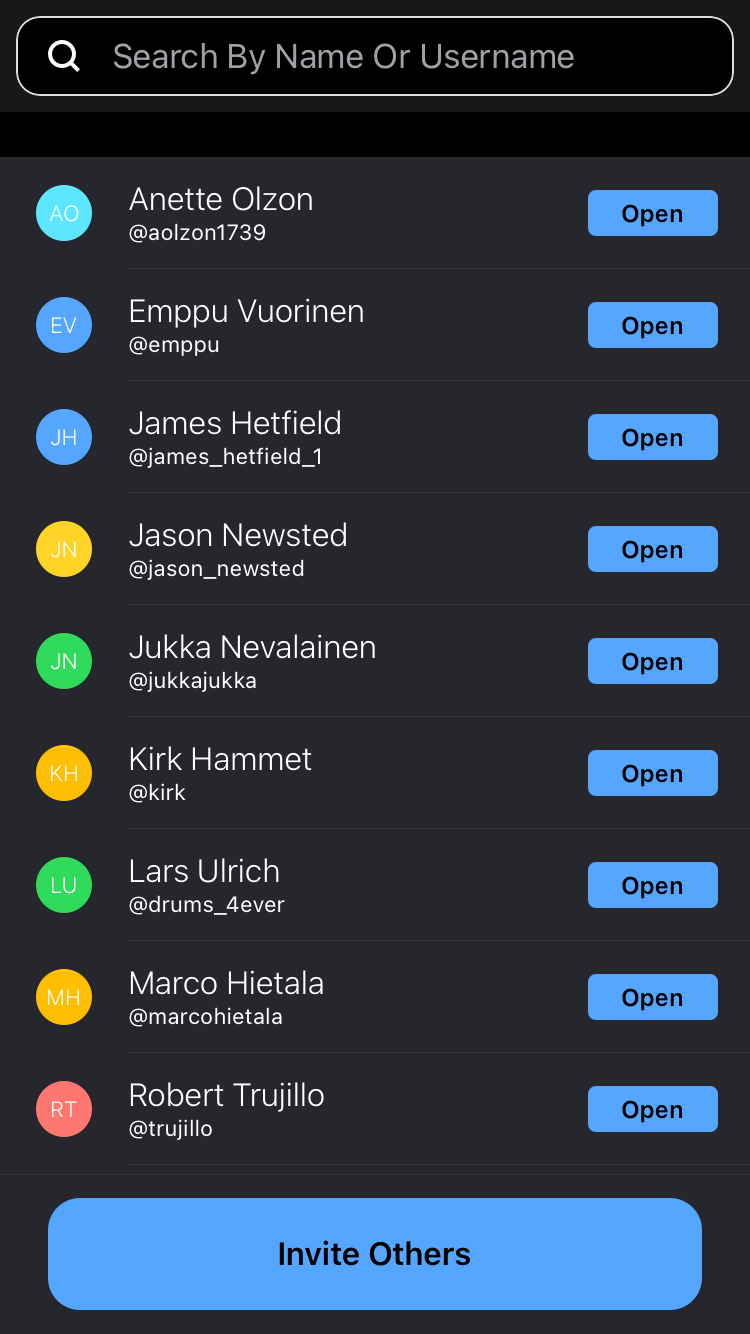 Search By Name Or Username
AO
Anette Olzon
Open
@aolzon1739
EV
Emppu Vuorinen
Open
@emppu
JH
James Hetfield
Open
@james_hetfield_1
JN
Jason Newsted
Open
@jason_newsted
JN
Jukka Nevalainen
Open
@jukkajukka
KH
Kirk Hammet
Open
@kirk
LU
Lars Ulrich
Open
@drums_4ever
MH
Marco Hietala
Open
@marcohietala
RT
Robert Trujillo
Open
@trujillo
Invite Others